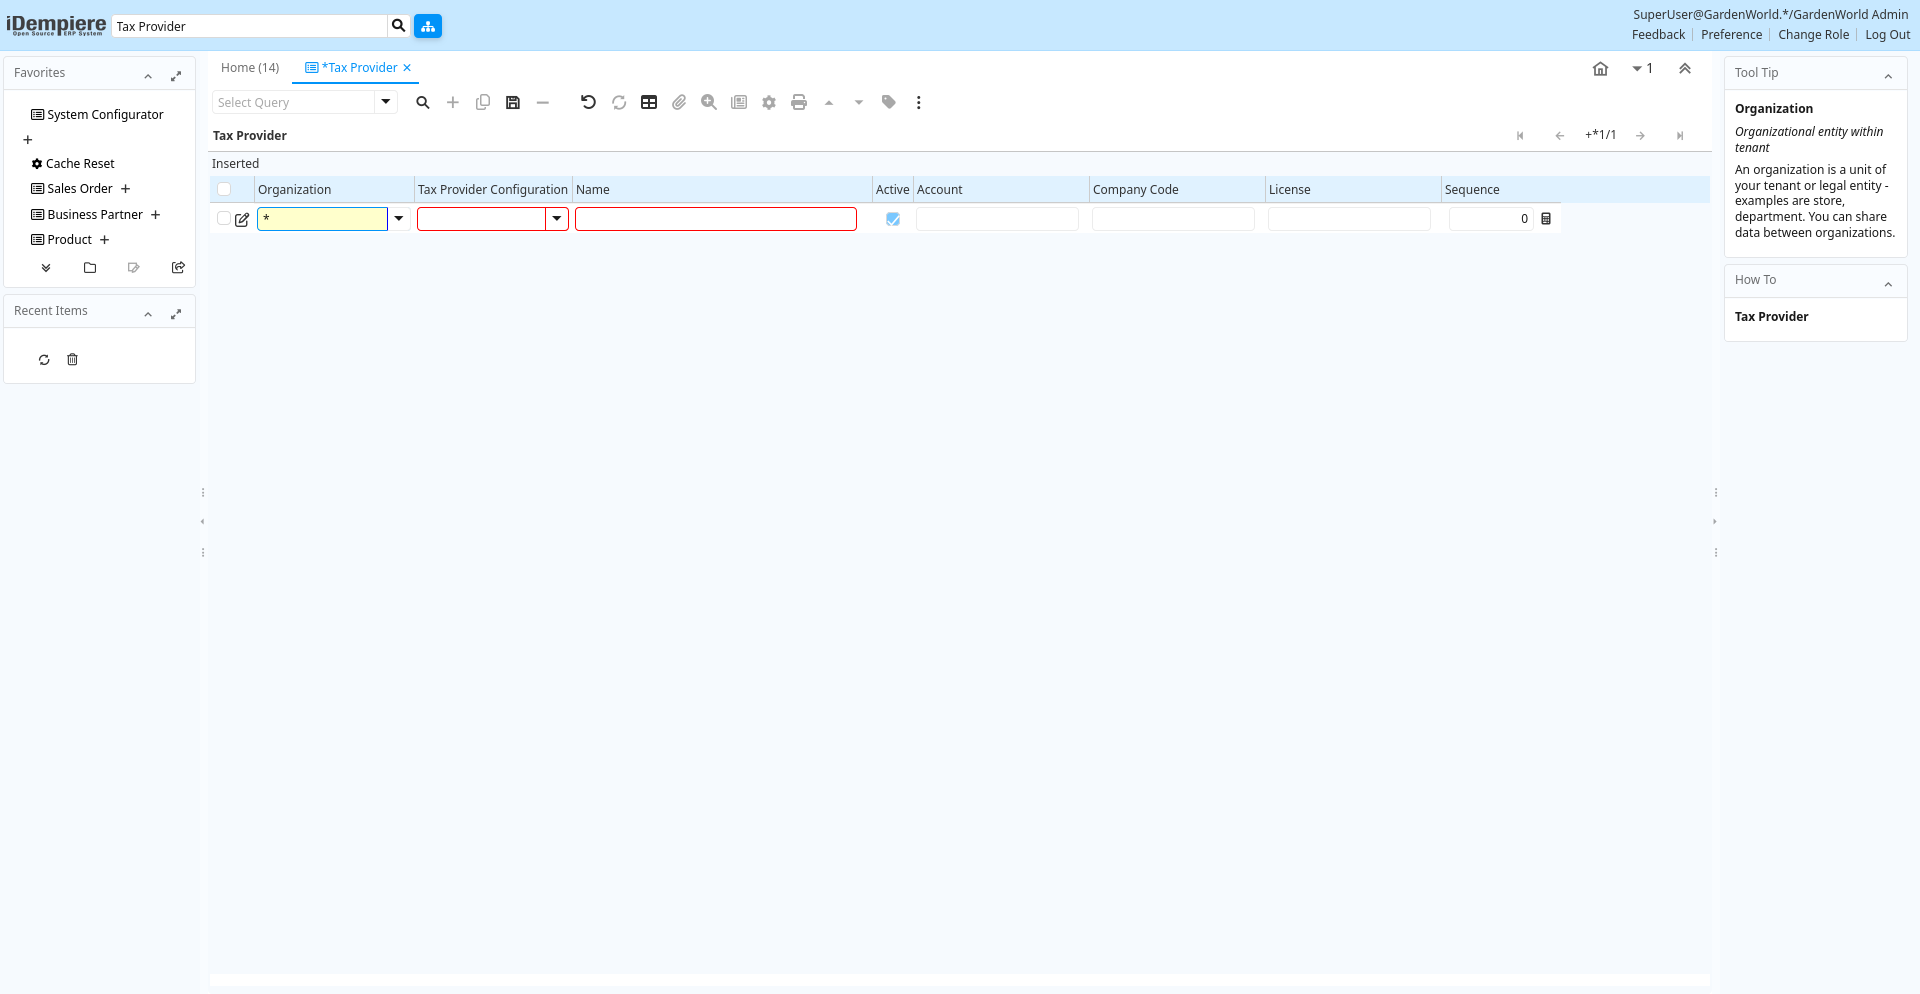 iDempiere
Open Source ERP System
Tax Provider
SuperUser@GardenWorld.*/GardenWorld Admin
Feedback
Preference
Change Role
Log Out
Favorites
System Configurator
Cache Reset
Sales Order
Business Partner
Product
Recent Items
Home (14)
*Tax Provider
1
Select Query
Tax Provider
+*1/1
Inserted
Organization
Tax Provider Configuration
Name
Active
Account
Company Code
License
Sequence
*
0
Tool Tip
Organization
Organizational entity within
tenant
An organization is a unit of
your tenant or legal entity -
examples are store,
department. You can share
data between organizations.
How To
Tax Provider